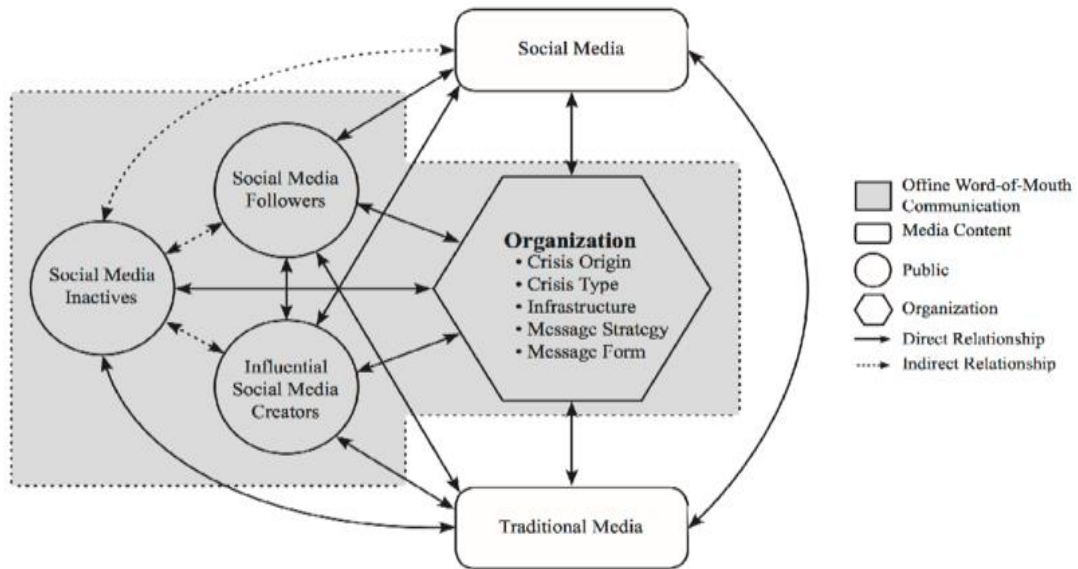 Social Media
Social Media
Followers
Social Media
Inactives
Influential
Social Media
Creators
Organization
• Crisis Origin
• Crisis Type
• Infrastructure
• Message Strategy
• Message Form
Traditional Media
Offine Word-of-Mouth
Communication
Media Content
Public
Organization
Direct Relationship
Indirect Relationship